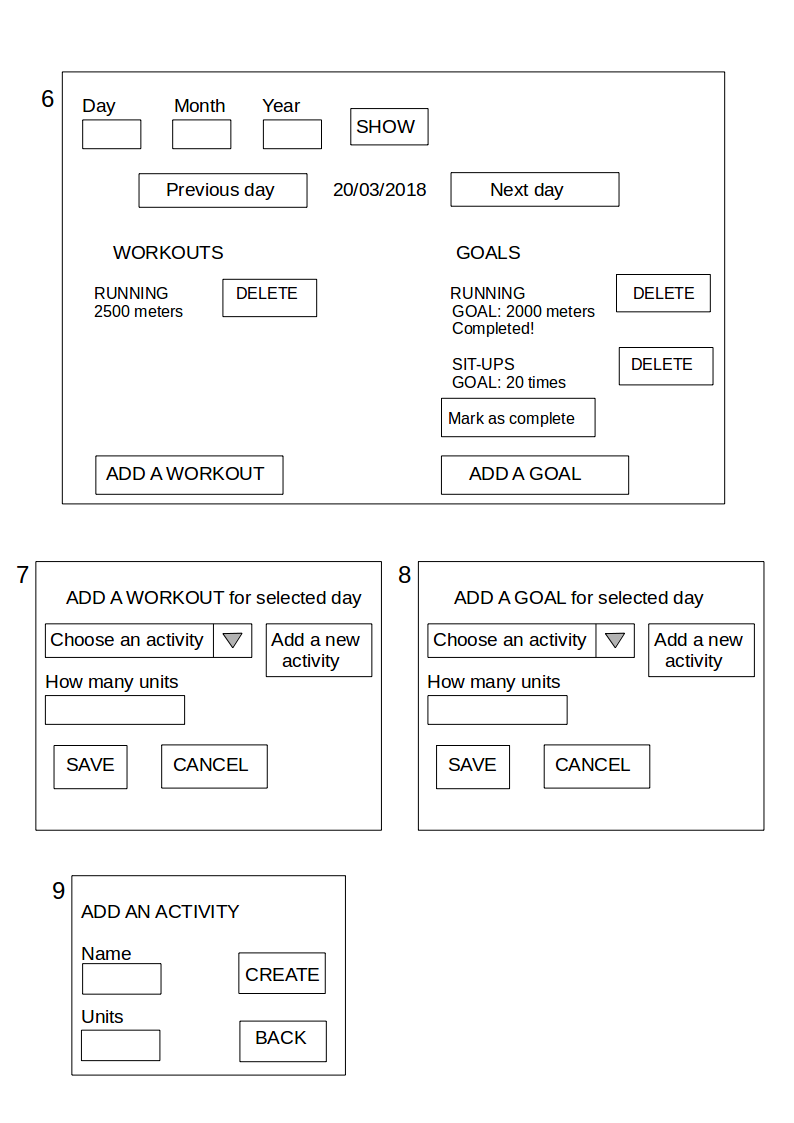 6
Day Month Year
SHOW
Previous day 20/03/2018 Next day
WORKOUTS GOALS
RUNNING DELETE RUNNING DELETE
2500 meters GOAL: 2000 meters
Completed!
SIT-UPS DELETE
GOAL: 20 times
Mark as complete
ADD A WORKOUT ADD A GOAL
7
ADD A WORKOUT for selected day
Choose an activity Add a new
activity
How many units
SAVE CANCEL
8
ADD A GOAL for selected day
Choose an activity Add a new
activity
How many units
SAVE CANCEL
9
ADD AN ACTIVITY
Name
CREATE
Units
BACK